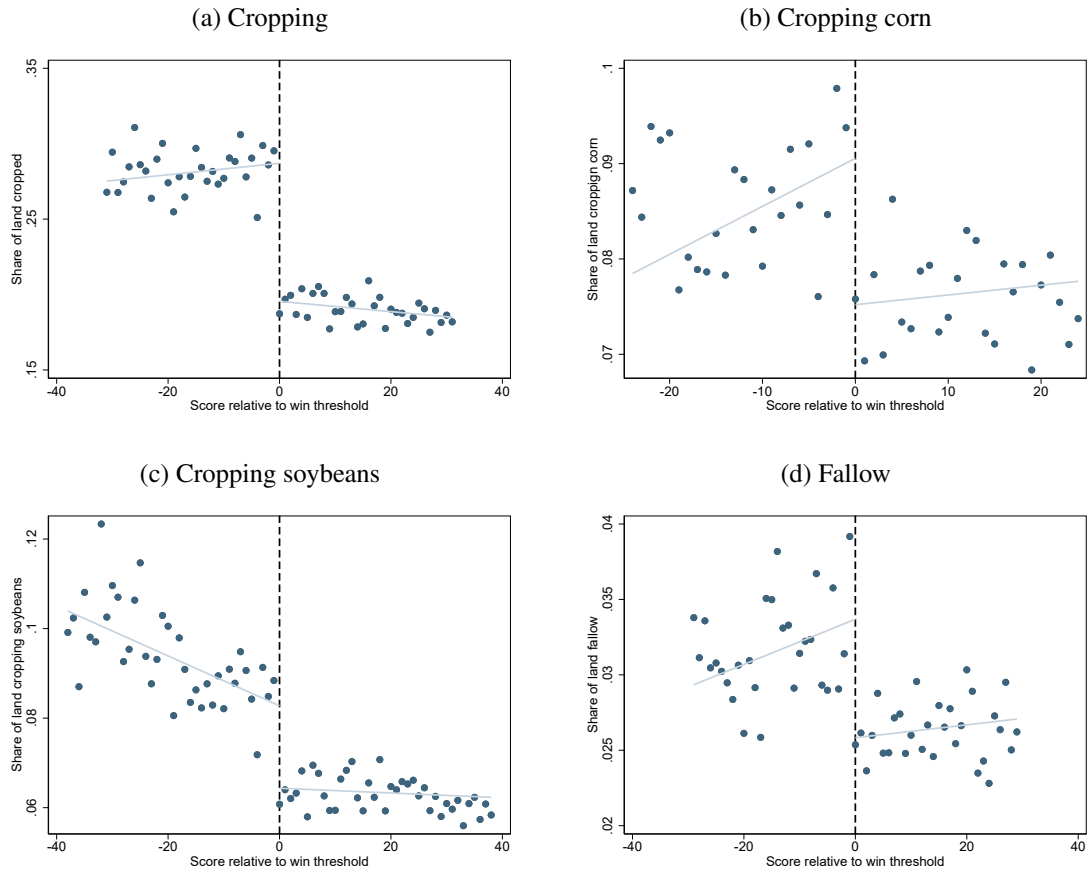 (a) Cropping
.35
.25
.15
Share of land cropped
-40 -20 0 20 40
Score relative to win threshold
(b) Cropping corn
.1
.09
.08
.07
Share of land croppign corn
-20 -10 0 10 20
Score relative to win threshold
(c) Cropping soybeans
.12
.1
.08
.06
Share of land cropping soybeans
-40 -20 0 20 40
Score relative to win threshold
(d) Fallow
.04
.035
.03
.025
.02
Share of land fallow
-40 -20 0 20 40
Score relative to win threshold